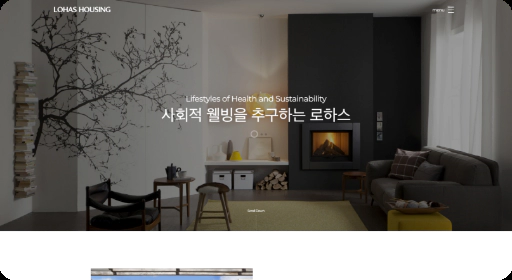 LOHAS HOUSING
menu
Lifestyles of Health and Sustainability
사회적 웰빙을 추구하는 로하스
Scroll Down